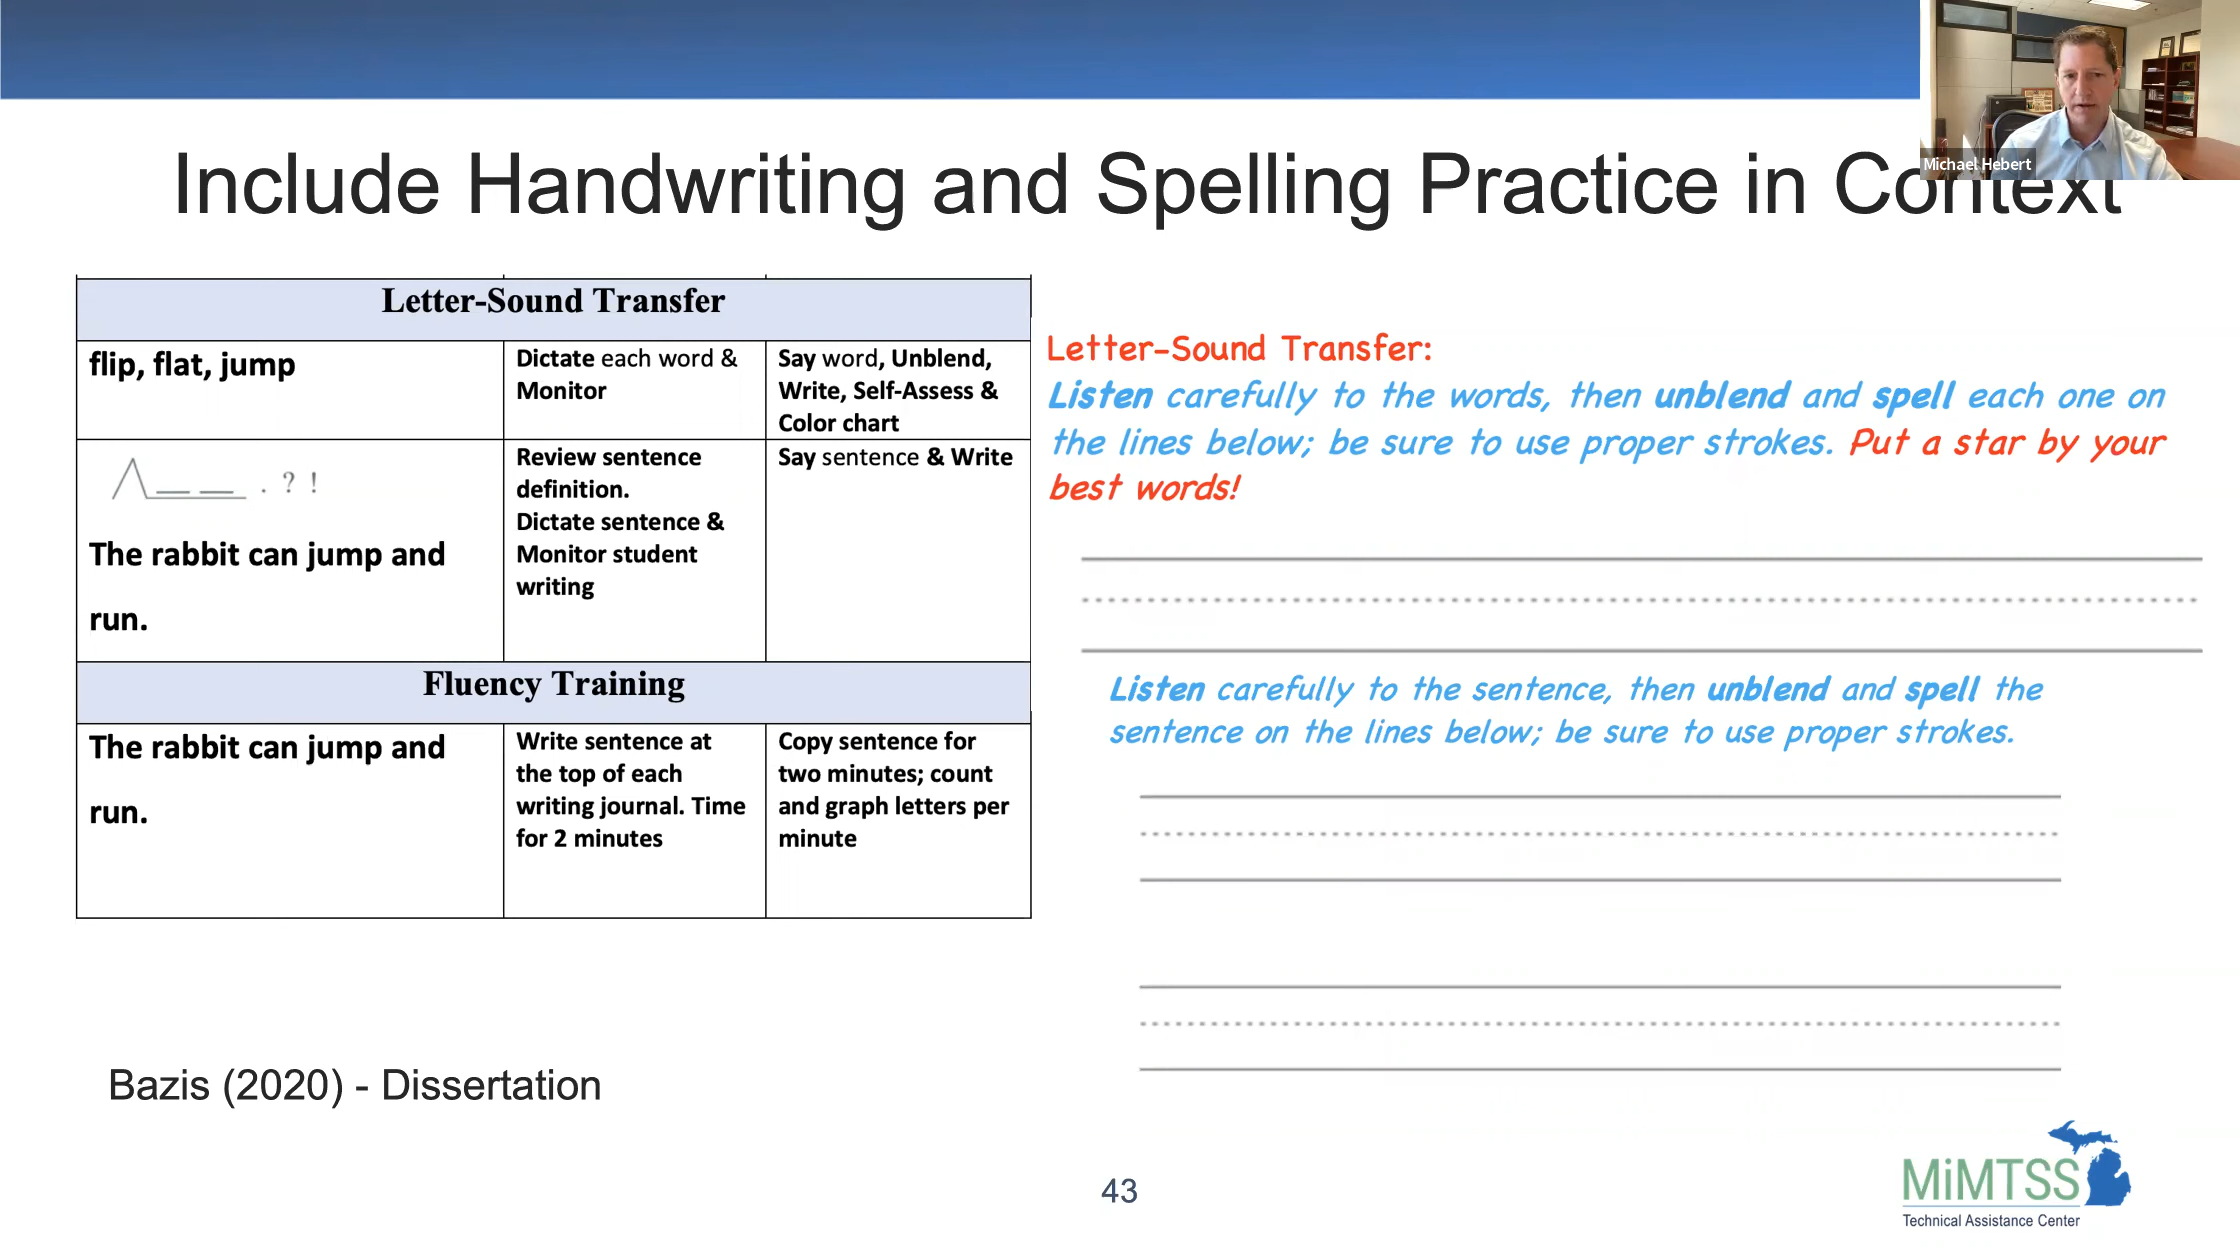 Michael Hebert
Include Handwriting and Spelling Practice in Context
Letter-Sound Transfer
flip, flat, jump
Dictate each word &
Monitor
Say word, Unblend,
Write, Self-Assess &
Color chart
. ? !
The rabbit can jump and
run.
Review sentence
definition.
Dictate sentence &
Monitor student
writing
Say sentence & Write
Fluency Training
The rabbit can jump and
run.
Write sentence at
the top of each
writing journal. Time
for 2 minutes
Copy sentence for
two minutes; count
and graph letters per
minute
Letter-Sound Transfer:
Listen carefully to the words, then unblend and spell each one on
the lines below; be sure to use proper strokes. Put a star by your
best words!
Listen carefully to the sentence, then unblend and spell the
sentence on the lines below; be sure to use proper strokes.
Bazis (2020) - Dissertation
43
MiMTSS
Technical Assistance Center